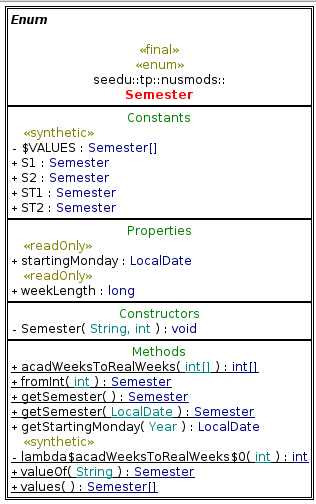 Enum
«final»
«enum»
seedu::tp::nusmods::
Semester
Constants
«synthetic»
- $VALUES : Semester[]
+ S1 : Semester
+ S2 : Semester
+ ST1 : Semester
+ ST2 : Semester
Properties
«readOnly»
+ startingMonday : LocalDate
«readOnly»
+ weekLength : long
Constructors
- Semester( String, int ) : void
Methods
+ acadWeeksToRealWeeks( int[] ) : int[]
+ fromInt( int ) : Semester
+ getSemester( ) : Semester
+ getSemester( LocalDate ) : Semester
+ getStartingMonday( Year ) : LocalDate
«synthetic»
- lambda$acadWeeksToRealWeeks$0( int ) : int
+ valueOf( String ) : Semester
+ values( ) : Semester[]